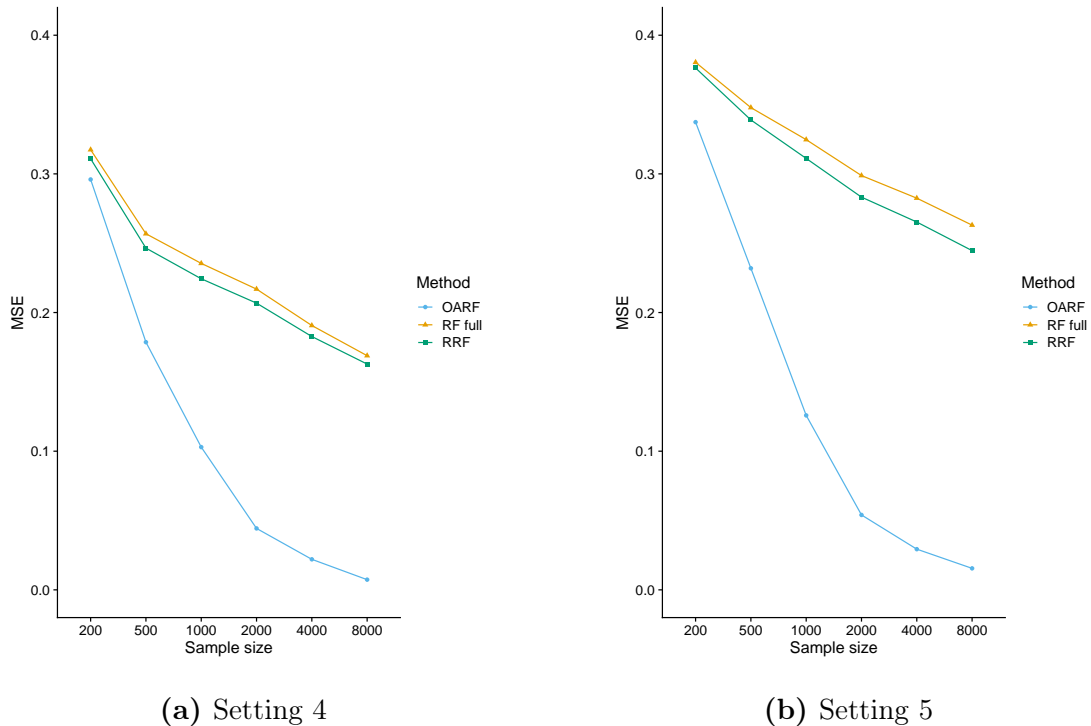 0.4
0.3
0.2
0.1
0.0
MSE
200 500 1000 2000 4000 8000
Sample size
Method
OARF
RF full
RRF
(a) Setting 4
0.4
0.3
0.2
0.1
0.0
MSE
200 500 1000 2000 4000 8000
Sample size
Method
OARF
RF full
RRF
(b) Setting 5